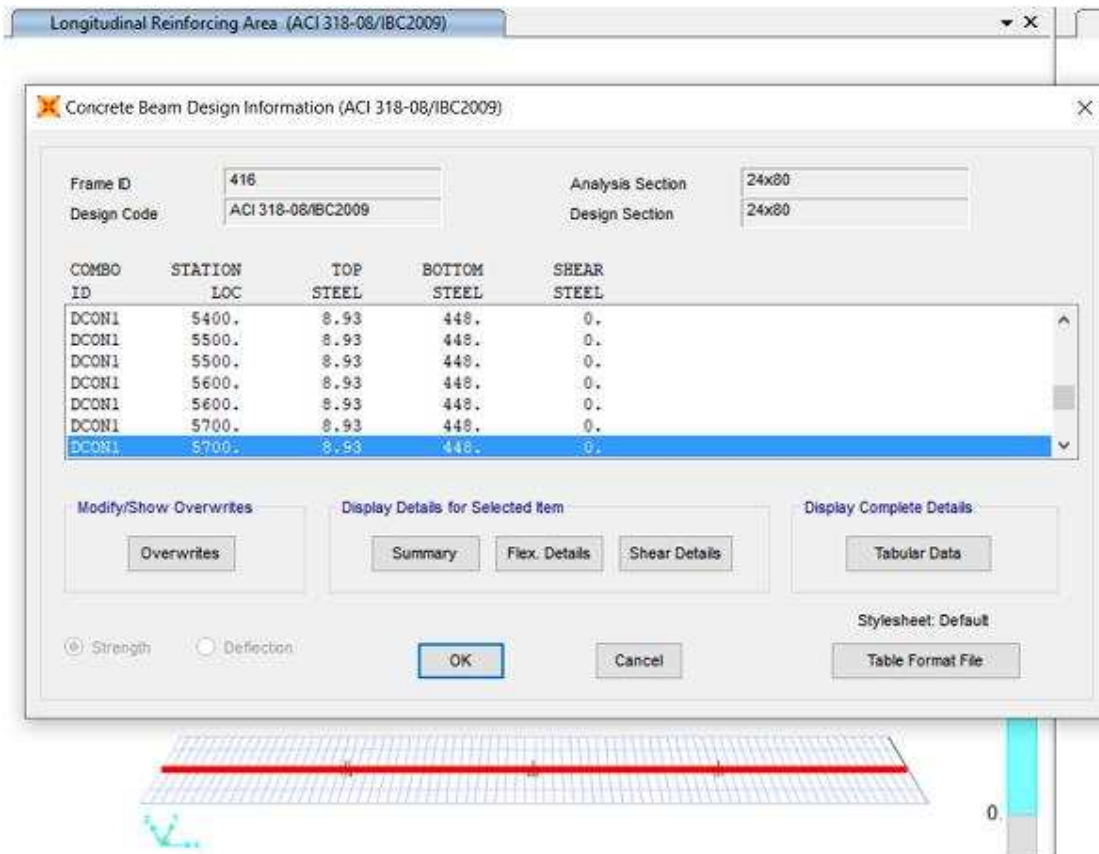 Longitudinal Reinforcing Area (ACI 318-08/IBC2009)
Concrete Beam Design Information (ACI 318-08/IBC2009)
Frame ID 416 Analysis Section 24x80
Design Code ACI 318-08/IBC2009 Design Section 24x80
COMBO STATION TOP BOTTOM SHEAR
ID LOC STEEL STEEL STEEL
DCON1 5400. 8.93 448. 0.
DCON1 5500. 8.93 448. 0.
DCON1 5500. 8.93 448. 0.
DCON1 5600. 8.93 448. 0.
DCON1 5600. 8.93 448. 0.
DCON1 5700. 8.93 448. 0.
DCON1 5700. 8.93 448. 0.
Modify/Show Overwrites Display Details for Selected Item Display Complete Details
Overwrites Summary Flex. Details Shear Details Tabular Data
Stylesheet: Default
Strength Deflection OK Cancel Table Format File
0.